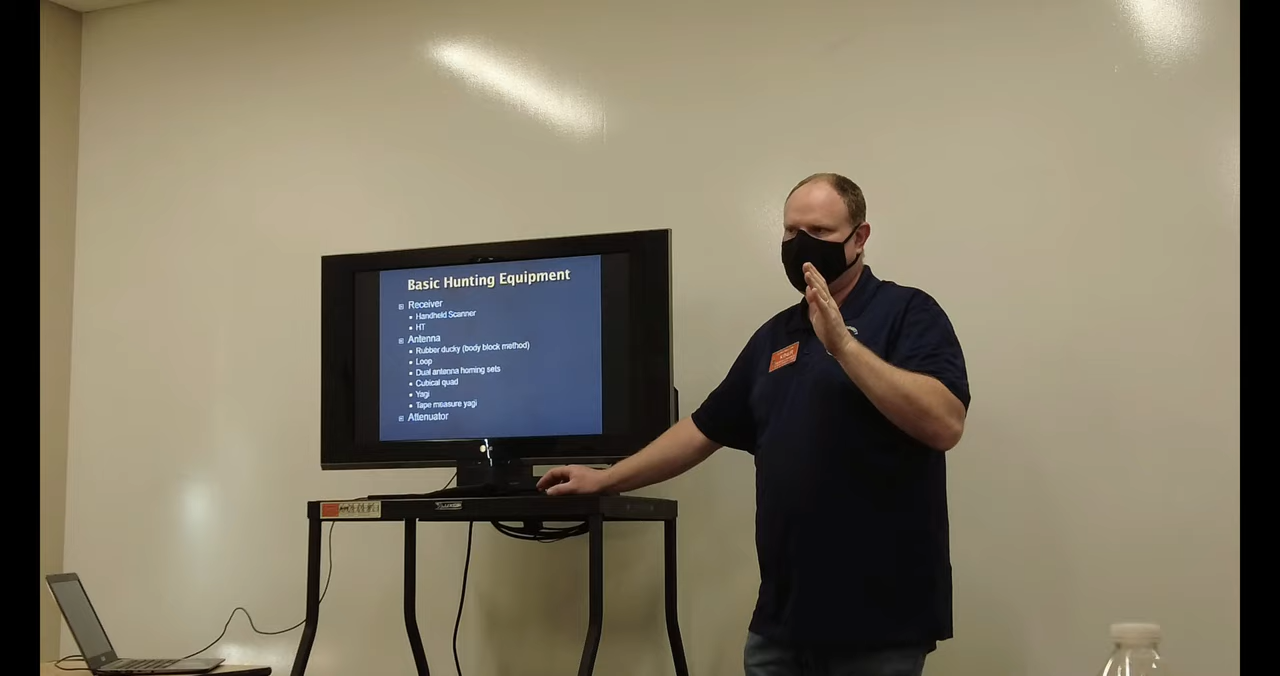 Basic Hunting Equipment
Receiver
Handheld Scanner
HT
Antenna
Rubber ducky (body block method)
Loop
Dual antenna homing sets
Cubical quad
Yagi
Tape measure yagi
Attenuator